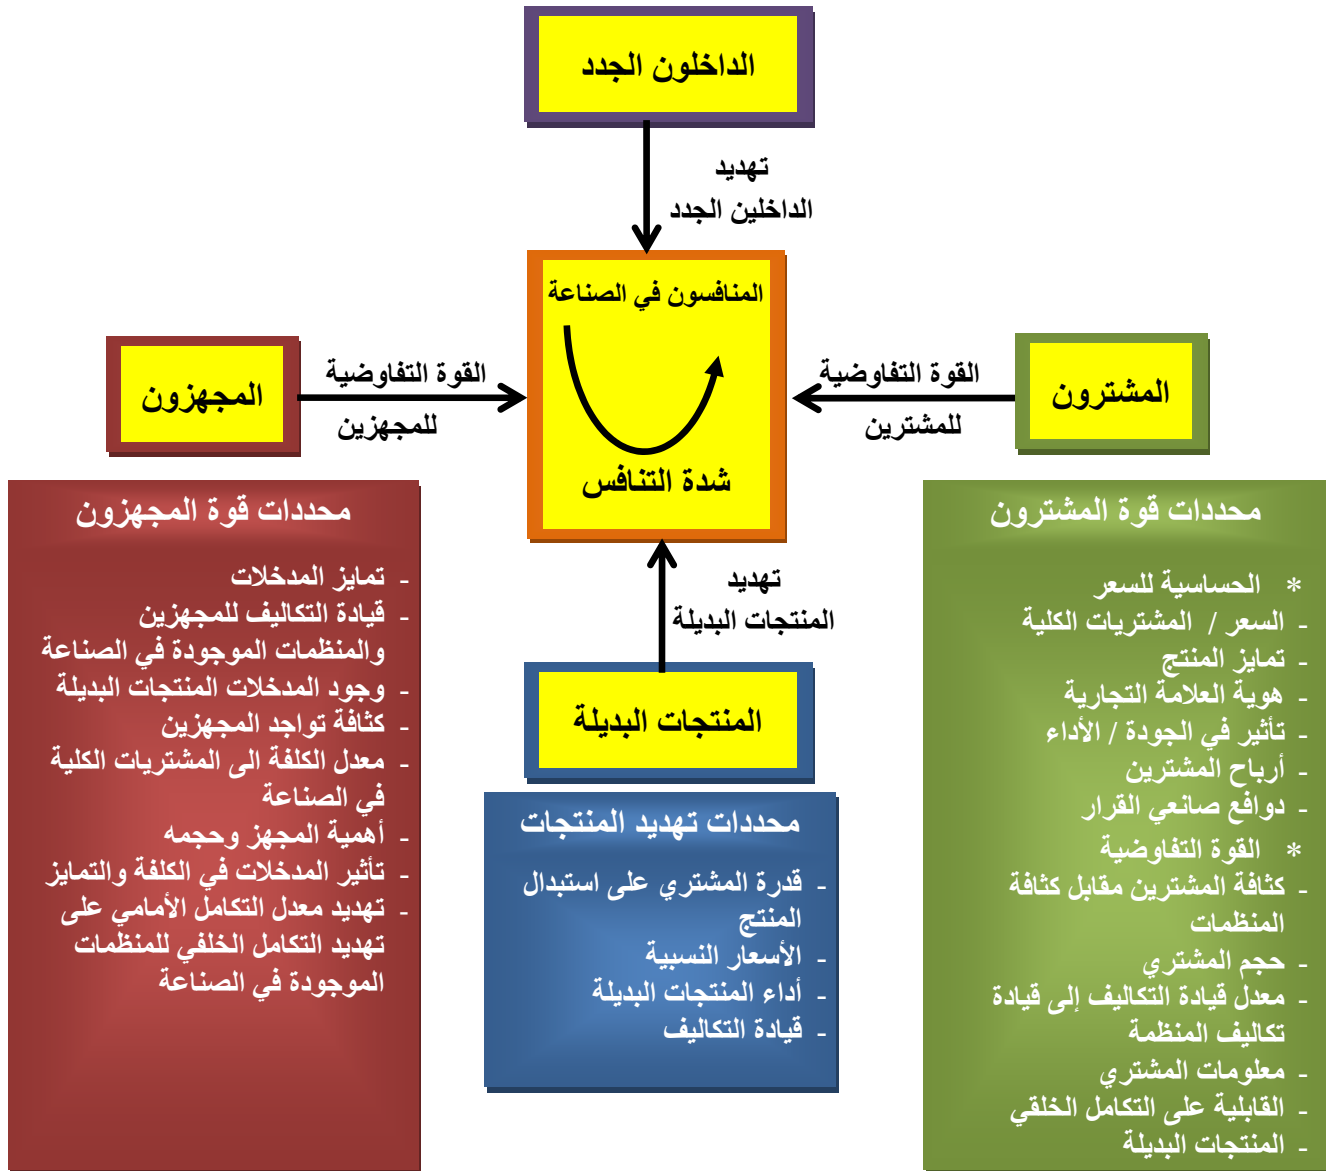 الداخلون الجدد
تهديد
الداخلين الجدد
المنافسون في الصناعة
شدة التنافس
المشترون
القوة التفاوضية
للمشترين
المجهزون
القوة التفاوضية
للمجهزين
تهديد
المنتجات البديلة
المنتجات البديلة
محددات قوة المشترون
* الحساسية للسعر
- السعر / المشتريات الكلية
- تمايز المنتج
- هوية العلامة التجارية
- تأثير في الجودة / الأداء
- أرباح المشترين
- دوافع صانعي القرار
* القوة التفاوضية
- كثافة المشترين مقابل كثافة
المنظمات
- حجم المشتري
- معدل قيادة التكاليف إلى قيادة
تكاليف المنظمة
- معلومات المشتري
- القابلية على التكامل الخلقي
- المنتجات البديلة
محددات تهديد المنتجات
- قدرة المشتري على استبدال
المنتج
- الأسعار النسبية
- أداء المنتجات البديلة
- قيادة التكاليف
محددات قوة المجهزون
- تمايز المدخلات
- قيادة التكاليف للمجهزين
والمنظمات الموجودة في الصناعة
- وجود المدخلات المنتجات البديلة
- كثافة تواجد المجهزين
- معدل الكلفة الى المشتريات الكلية
في الصناعة
- أهمية المجهز وحجمه
- تأثير المدخلات في الكلفة والتمايز
- تهديد معدل التكامل الأمامي على
تهديد التكامل الخلفي للمنظمات
الموجودة في الصناعة